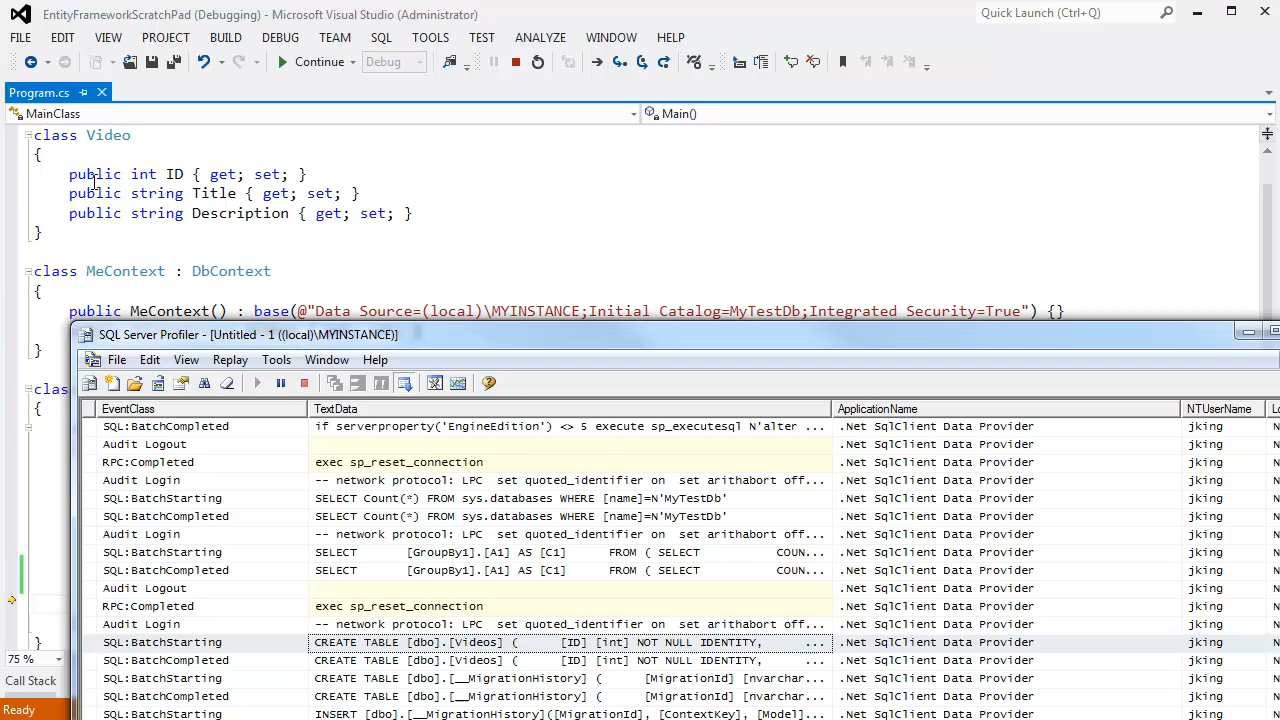 EntityFrameworkScratchPad (Debugging) - Microsoft Visual Studio (Administrator)
Quick Launch (Ctrl+Q)
FILE EDIT VIEW PROJECT BUILD DEBUG TEAM SQL TOOLS TEST ANALYZE WINDOW HELP
Continue Debug
Program.cs
MainClass Main()
class Video
{
public int ID { get; set; }
public string Title { get; set; }
public string Description { get; set; }
}
class MeContext : DbContext
{
public MeContext() : base(@"Data Source=(local)\MYINSTANCE;Initial Catalog=MyTestDb;Integrated Security=True") {}
}
clas
{
}
75 %
Call Stack
Ready
SQL Server Profiler - [Untitled - 1 ((local)\MYINSTANCE)]
File Edit View Replay Tools Window Help
EventClass TextData ApplicationName NTUserName Lo
SQL:BatchCompleted if serverproperty('EngineEdition') <> 5 execute sp_executesql N'alter ... .Net SqlClient Data Provider jking N
Audit Logout .Net SqlClient Data Provider jking N
RPC:Completed exec sp_reset_connection .Net SqlClient Data Provider jking N
Audit Login -- network protocol: LPC set quoted_identifier on set arithabort off... .Net SqlClient Data Provider jking N
SQL:BatchStarting SELECT Count(*) FROM sys.databases WHERE [name]=N'MyTestDb' .Net SqlClient Data Provider jking N
SQL:BatchCompleted SELECT Count(*) FROM sys.databases WHERE [name]=N'MyTestDb' .Net SqlClient Data Provider jking N
Audit Login -- network protocol: LPC set quoted_identifier on set arithabort off... .Net SqlClient Data Provider jking N
SQL:BatchStarting SELECT [GroupBy1].[A1] AS [C1] FROM ( SELECT COUN... .Net SqlClient Data Provider jking N
SQL:BatchCompleted SELECT [GroupBy1].[A1] AS [C1] FROM ( SELECT COUN... .Net SqlClient Data Provider jking N
Audit Logout .Net SqlClient Data Provider jking N
RPC:Completed exec sp_reset_connection .Net SqlClient Data Provider jking N
Audit Login -- network protocol: LPC set quoted_identifier on set arithabort off... .Net SqlClient Data Provider jking N
SQL:BatchStarting CREATE TABLE [dbo].[Videos] ( [ID] [int] NOT NULL IDENTITY, ... .Net SqlClient Data Provider jking N
SQL:BatchCompleted CREATE TABLE [dbo].[Videos] ( [ID] [int] NOT NULL IDENTITY, ... .Net SqlClient Data Provider jking N
SQL:BatchStarting CREATE TABLE [dbo].[__MigrationHistory] ( [MigrationId] [nvarchar... .Net SqlClient Data Provider jking N
SQL:BatchCompleted CREATE TABLE [dbo].[__MigrationHistory] ( [MigrationId] [nvarchar... .Net SqlClient Data Provider jking N
SQL:BatchStarting INSERT [dbo].[__MigrationHistory]([MigrationId], [ContextKey], [Model]... .Net SqlClient Data Provider jking N